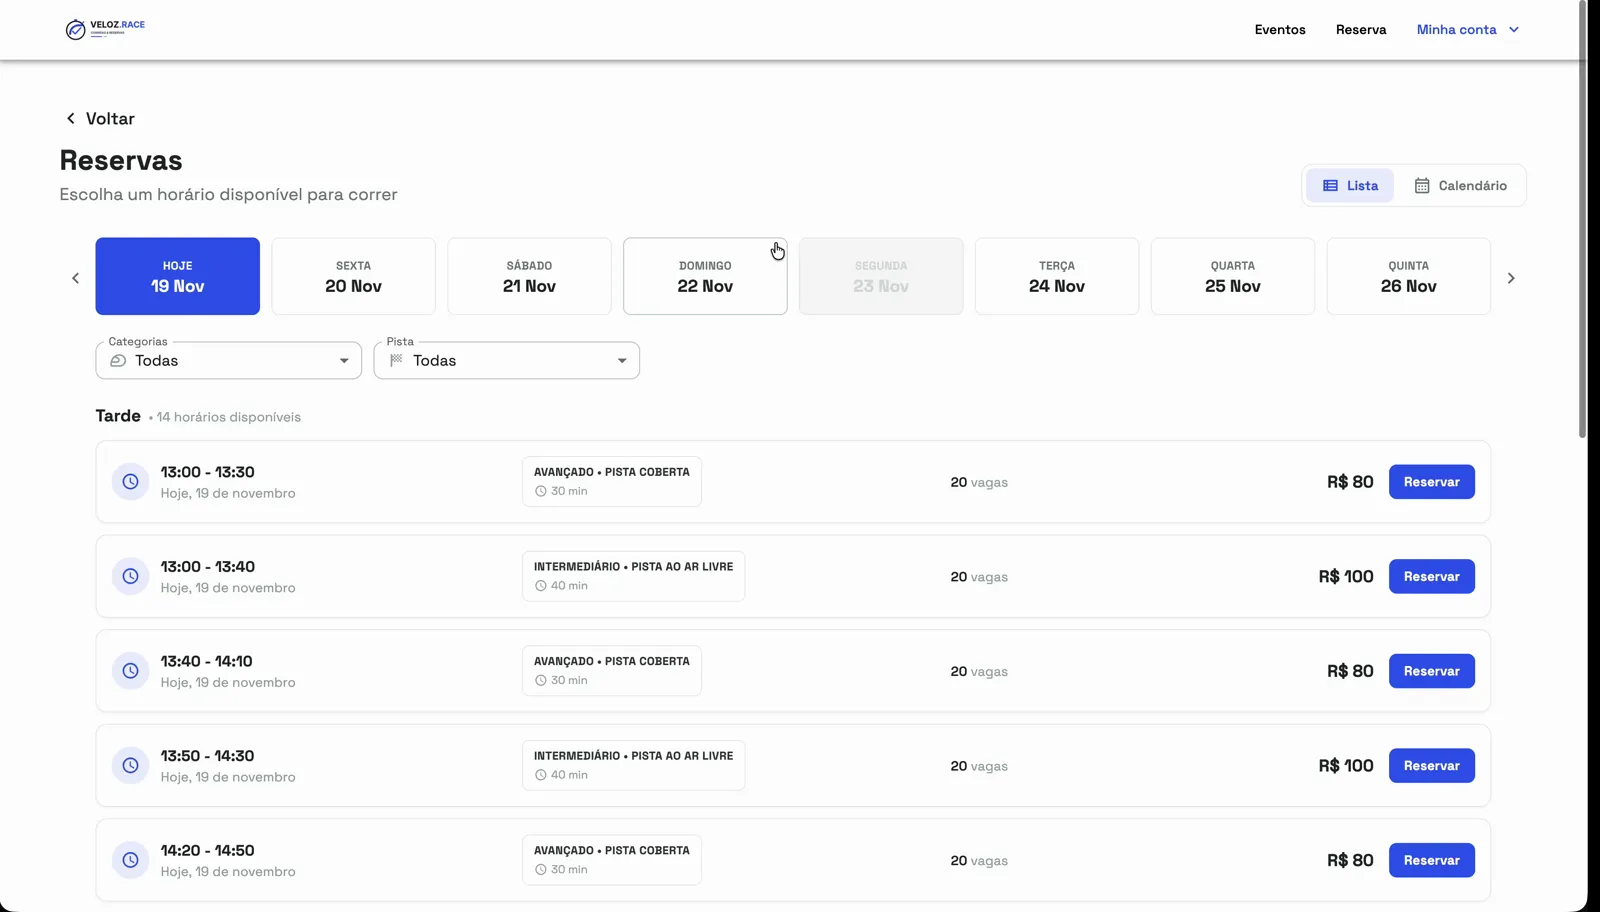 VELOZ.RACE
Eventos
Reserva
Minha conta
Voltar
Reservas
Escolha um horário disponível para correr
Lista
Calendário
HOJE
19 Nov
SEXTA
20 Nov
SÁBADO
21 Nov
DOMINGO
22 Nov
SEGUNDA
23 Nov
TERÇA
24 Nov
QUARTA
25 Nov
QUINTA
26 Nov
Categorias
Todas
Pista
Todas
Tarde • 14 horários disponíveis
13:00 - 13:30
Hoje, 19 de novembro
AVANÇADO • PISTA COBERTA
30 min
20 vagas
R$ 80
Reservar
13:00 - 13:40
Hoje, 19 de novembro
INTERMEDIÁRIO • PISTA AO AR LIVRE
40 min
20 vagas
R$ 100
Reservar
13:40 - 14:10
Hoje, 19 de novembro
AVANÇADO • PISTA COBERTA
30 min
20 vagas
R$ 80
Reservar
13:50 - 14:30
Hoje, 19 de novembro
INTERMEDIÁRIO • PISTA AO AR LIVRE
40 min
20 vagas
R$ 100
Reservar
14:20 - 14:50
Hoje, 19 de novembro
AVANÇADO • PISTA COBERTA
30 min
20 vagas
R$ 80
Reservar